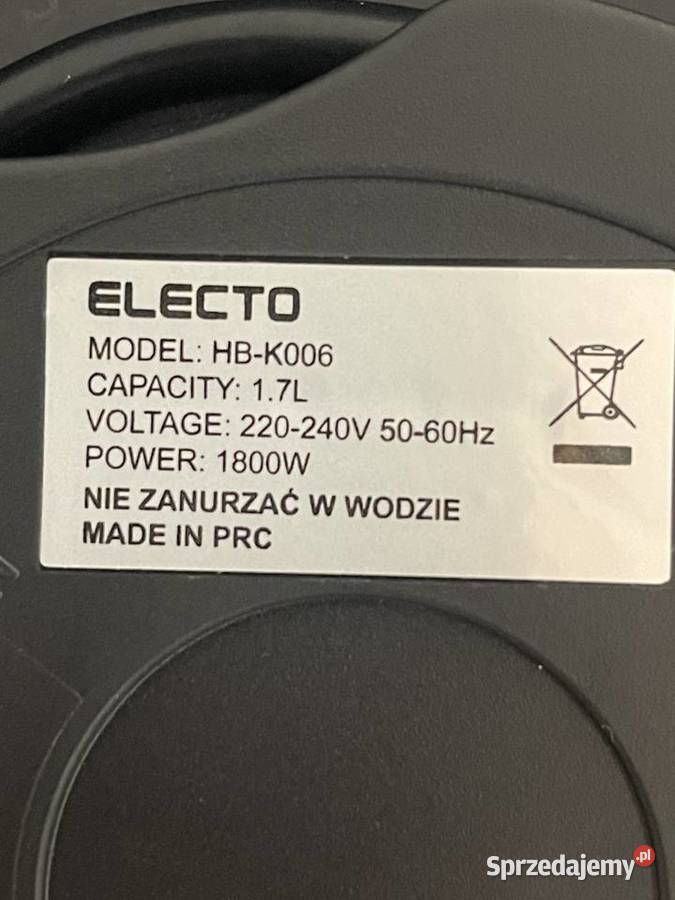 ELECTO
MODEL: HB-K006
CAPACITY: 1.7L
VOLTAGE: 220-240V 50-60Hz
POWER: 1800W
NIE ZANURZAĆ W WODZIE
MADE IN PRC
Sprzedajemy.pl